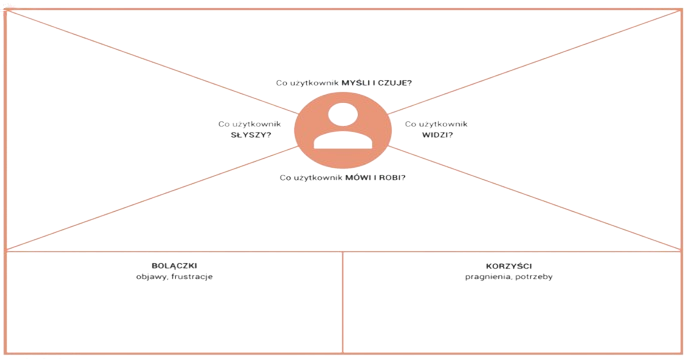 Co użytkownik MYŚLI I CZUJE?
Co użytkownik
SŁYSZY?
Co użytkownik
WIDZI?
Co użytkownik MÓWI I ROBI?
BOLĄCZKI
objawy, frustracje
KORZYŚCI
pragnienia, potrzeby